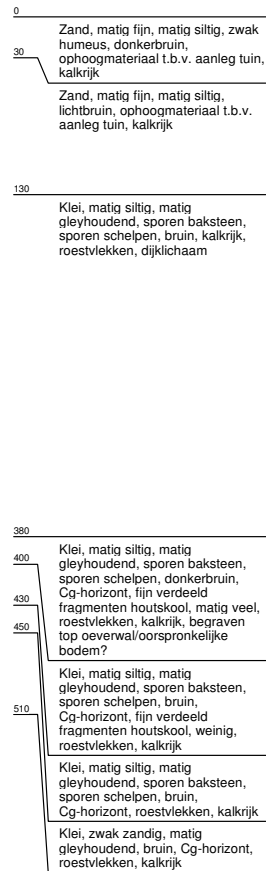 0
Zand, matig fijn, matig siltig, zwak
humeus, donkerbruin,
ophoogmateriaal t.b.v. aanleg tuin,
kalkrijk
30
Zand, matig fijn, matig siltig,
lichtbruin, ophoogmateriaal t.b.v.
aanleg tuin, kalkrijk
130
Klei, matig siltig, matig
gleyhoudend, sporen baksteen,
sporen schelpen, bruin, kalkrijk,
roestvlekken, dijklichaam
380
Klei, matig siltig, matig
gleyhoudend, sporen baksteen,
sporen schelpen, donkerbruin,
Cg-horizont, fijn verdeeld
fragmenten houtskool, matig veel,
roestvlekken, kalkrijk, begraven
top oeverwal/oorspronkelijke
bodem?
400
Klei, matig siltig, matig
gleyhoudend, sporen baksteen,
sporen schelpen, bruin,
Cg-horizont, fijn verdeeld
fragmenten houtskool, weinig,
roestvlekken, kalkrijk
430
Klei, matig siltig, matig
gleyhoudend, sporen baksteen,
sporen schelpen, bruin,
Cg-horizont, roestvlekken, kalkrijk
450
Klei, zwak zandig, matig
gleyhoudend, bruin, Cg-horizont,
roestvlekken, kalkrijk
510